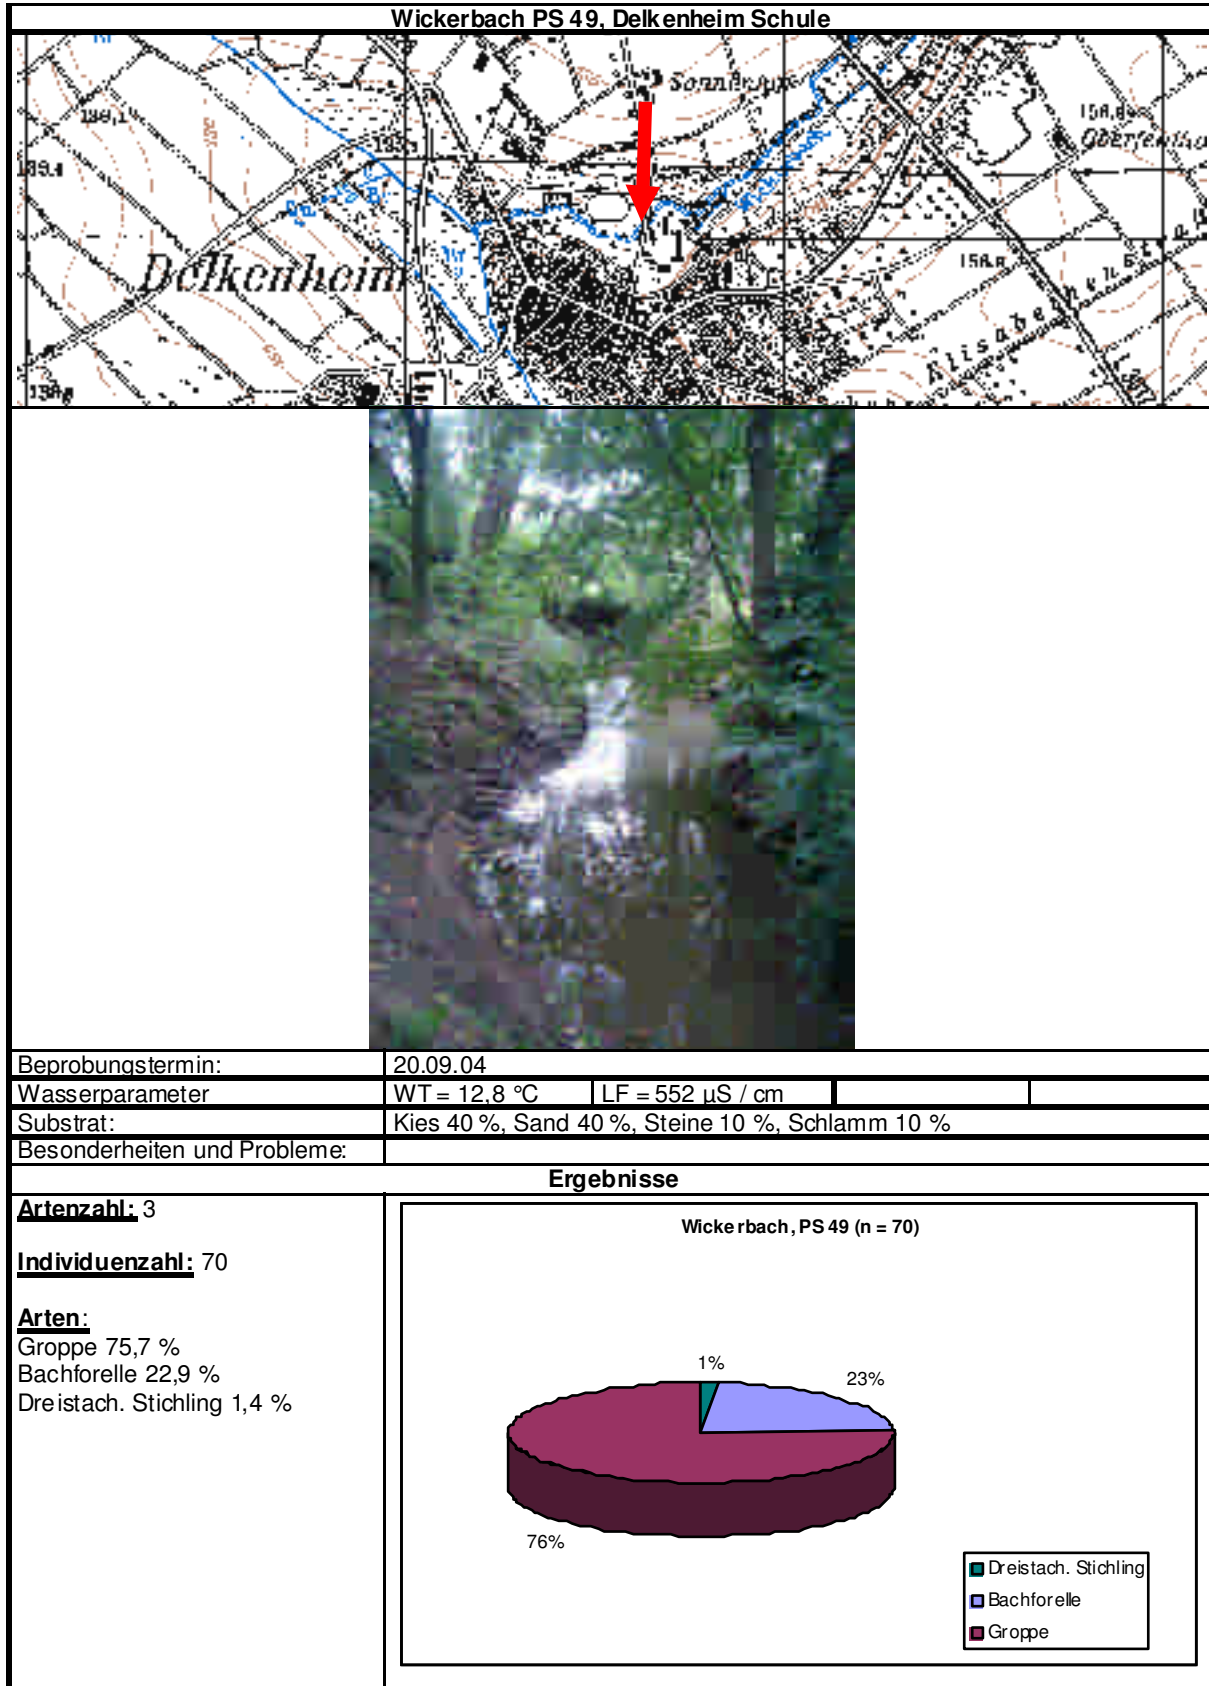 Wickerbach PS 49, Delkenheim Schule
Delkenheim
Beprobungstermin: 20.09.04
Wasserparameter WT = 12,8 °C LF = 552 µS / cm
Substrat: Kies 40 %, Sand 40 %, Steine 10 %, Schlamm 10 %
Besonderheiten und Probleme:
Ergebnisse
Artenzahl: 3
Individuenzahl: 70
Arten:
Groppe 75,7 %
Bachforelle 22,9 %
Dreistach. Stichling 1,4 %
Wickerbach, PS 49 (n = 70)
1%
23%
76%
Dreistach. Stichling
Bachforelle
Groppe